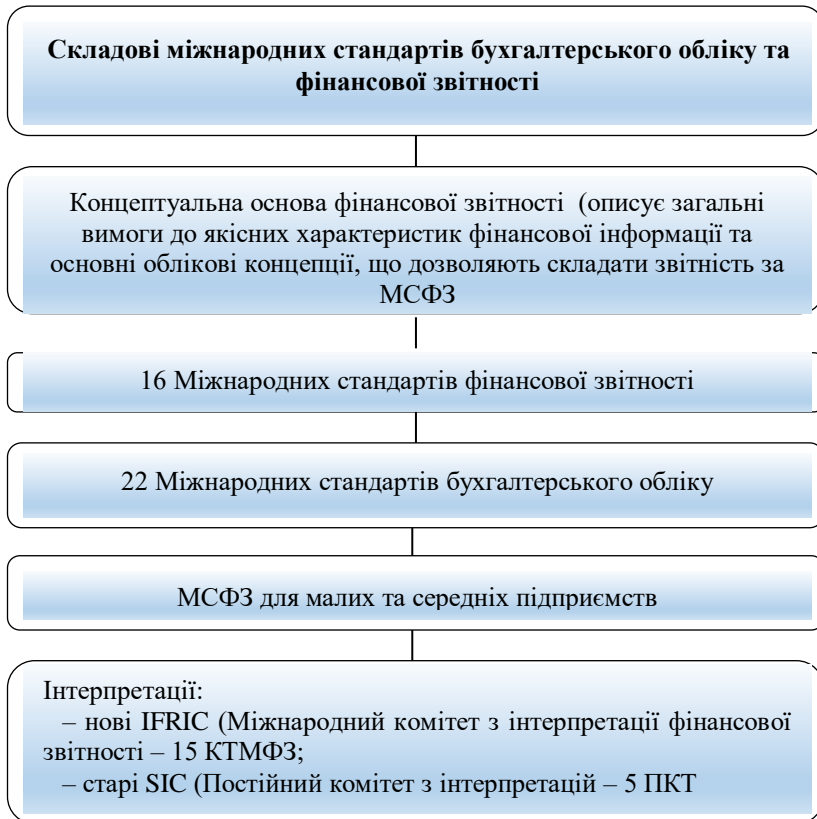 Складові міжнародних стандартів бухгалтерського обліку та
фінансової звітності
Концептуальна основа фінансової звітності (описує загальні
вимоги до якісних характеристик фінансової інформації та
основні облікові концепції, що дозволяють складати звітність за
МСФЗ
16 Міжнародних стандартів фінансової звітності
22 Міжнародних стандартів бухгалтерського обліку
МСФЗ для малих та середніх підприємств
Інтерпретації:
– нові IFRIC (Міжнародний комітет з інтерпретації фінансової
звітності – 15 КТМФЗ;
– старі SIC (Постійний комітет з інтерпретацій – 5 ПКТ